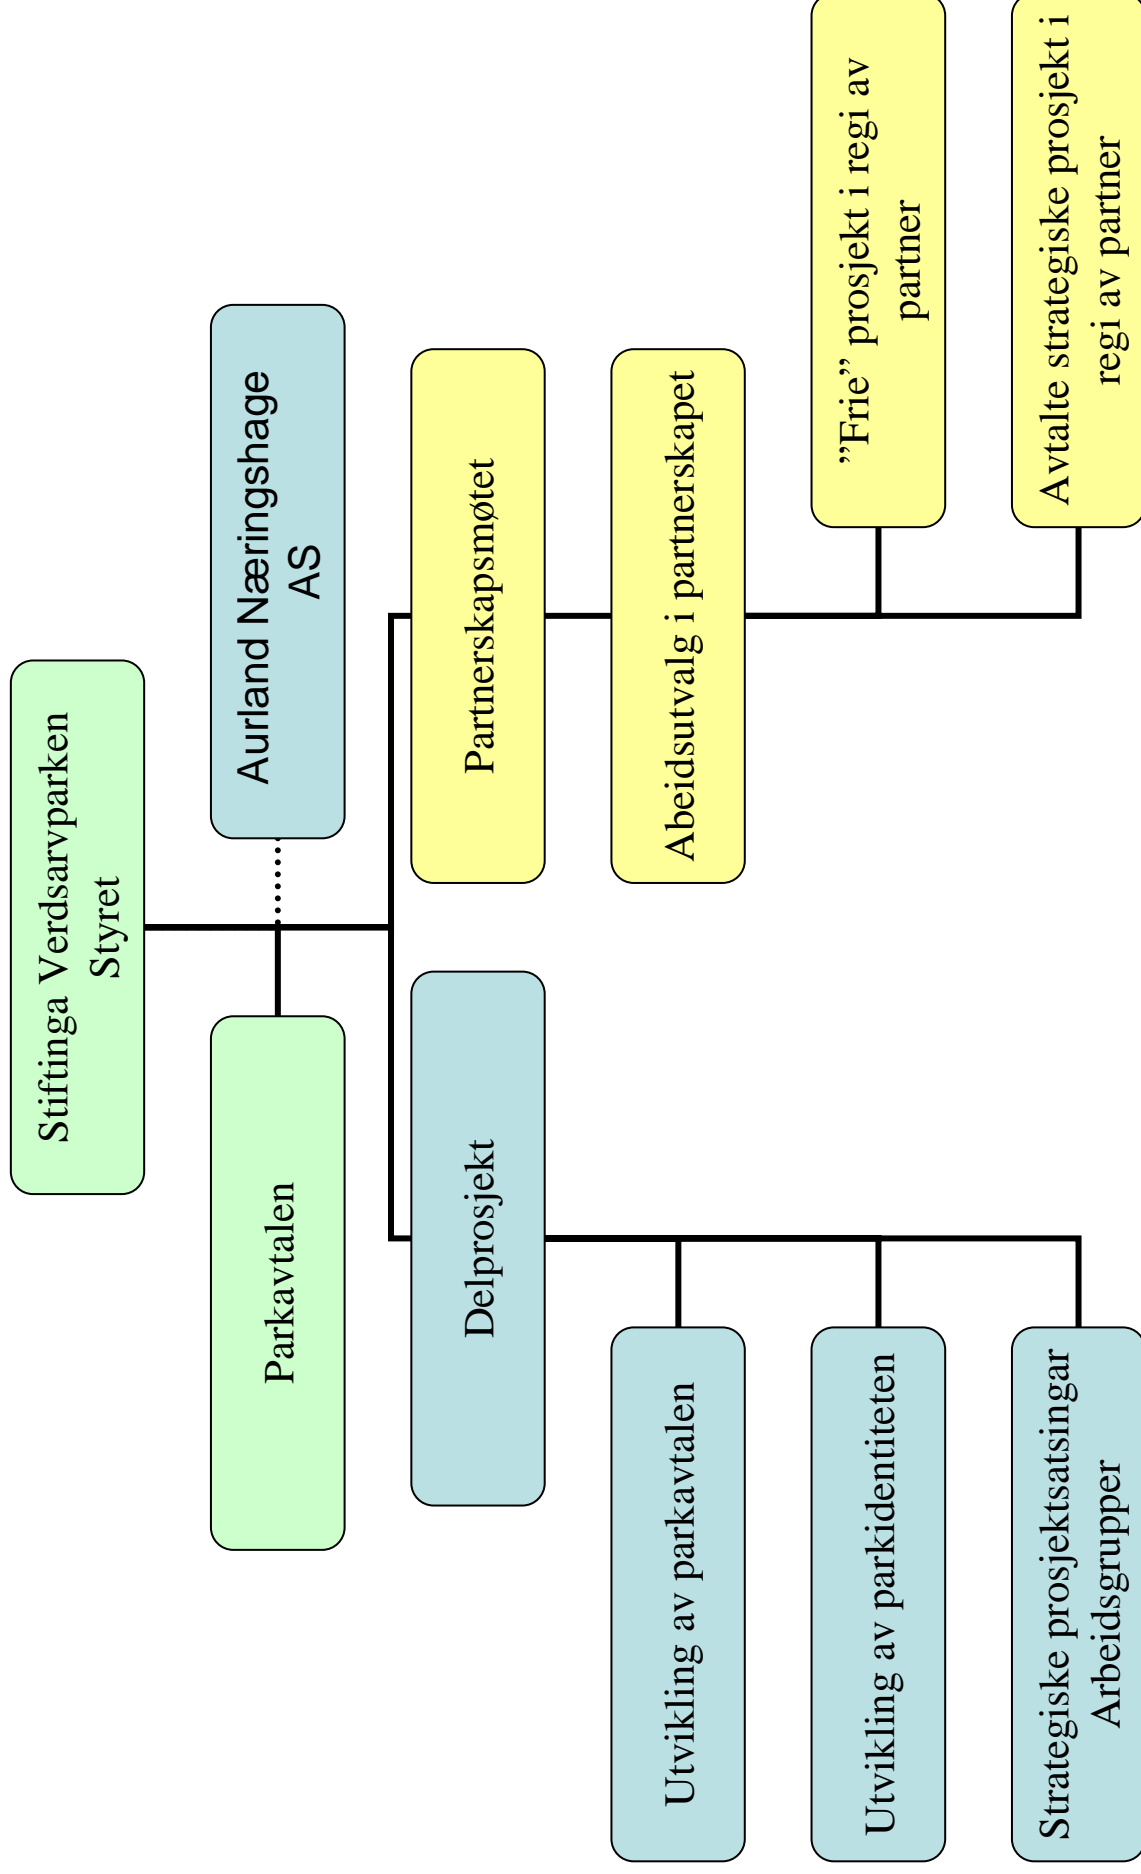 Stiftinga Verdsarvparken
Styret
Parkavtalen
Aurland Næringshage
AS
Delprosjekt
Partnerskapsmøtet
Utvikling av parkavtalen
Abeidsutvalg i partnerskapet
Utvikling av parkidentiteten
”Frie” prosjekt i regi av
partner
Strategiske prosjektsatsingar
Arbeidsgrupper
Avtalte strategiske prosjekt i
regi av partner